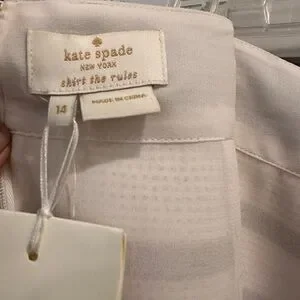 kate spade
NEW YORK
skirt the rules
14
MADE IN CHINA